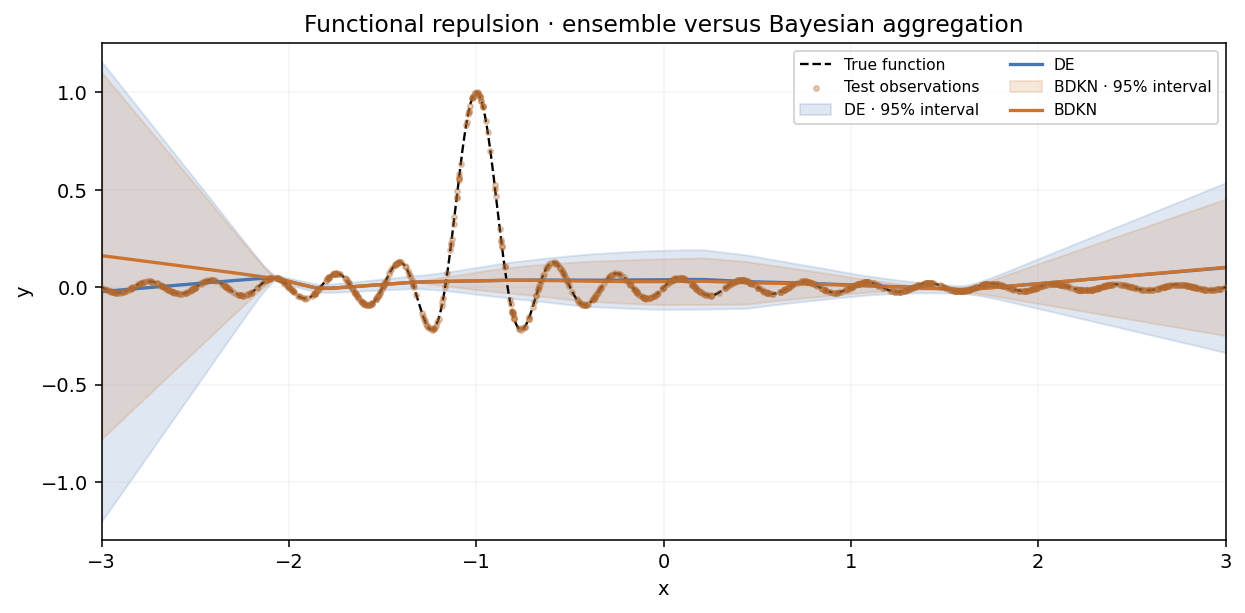 Functional repulsion · ensemble versus Bayesian aggregation
True function
Test observations
DE · 95% interval
DE
BDKN · 95% interval
BDKN
y
1.0
0.5
0.0
−0.5
−1.0
−3
−2
−1
0
1
2
3
x